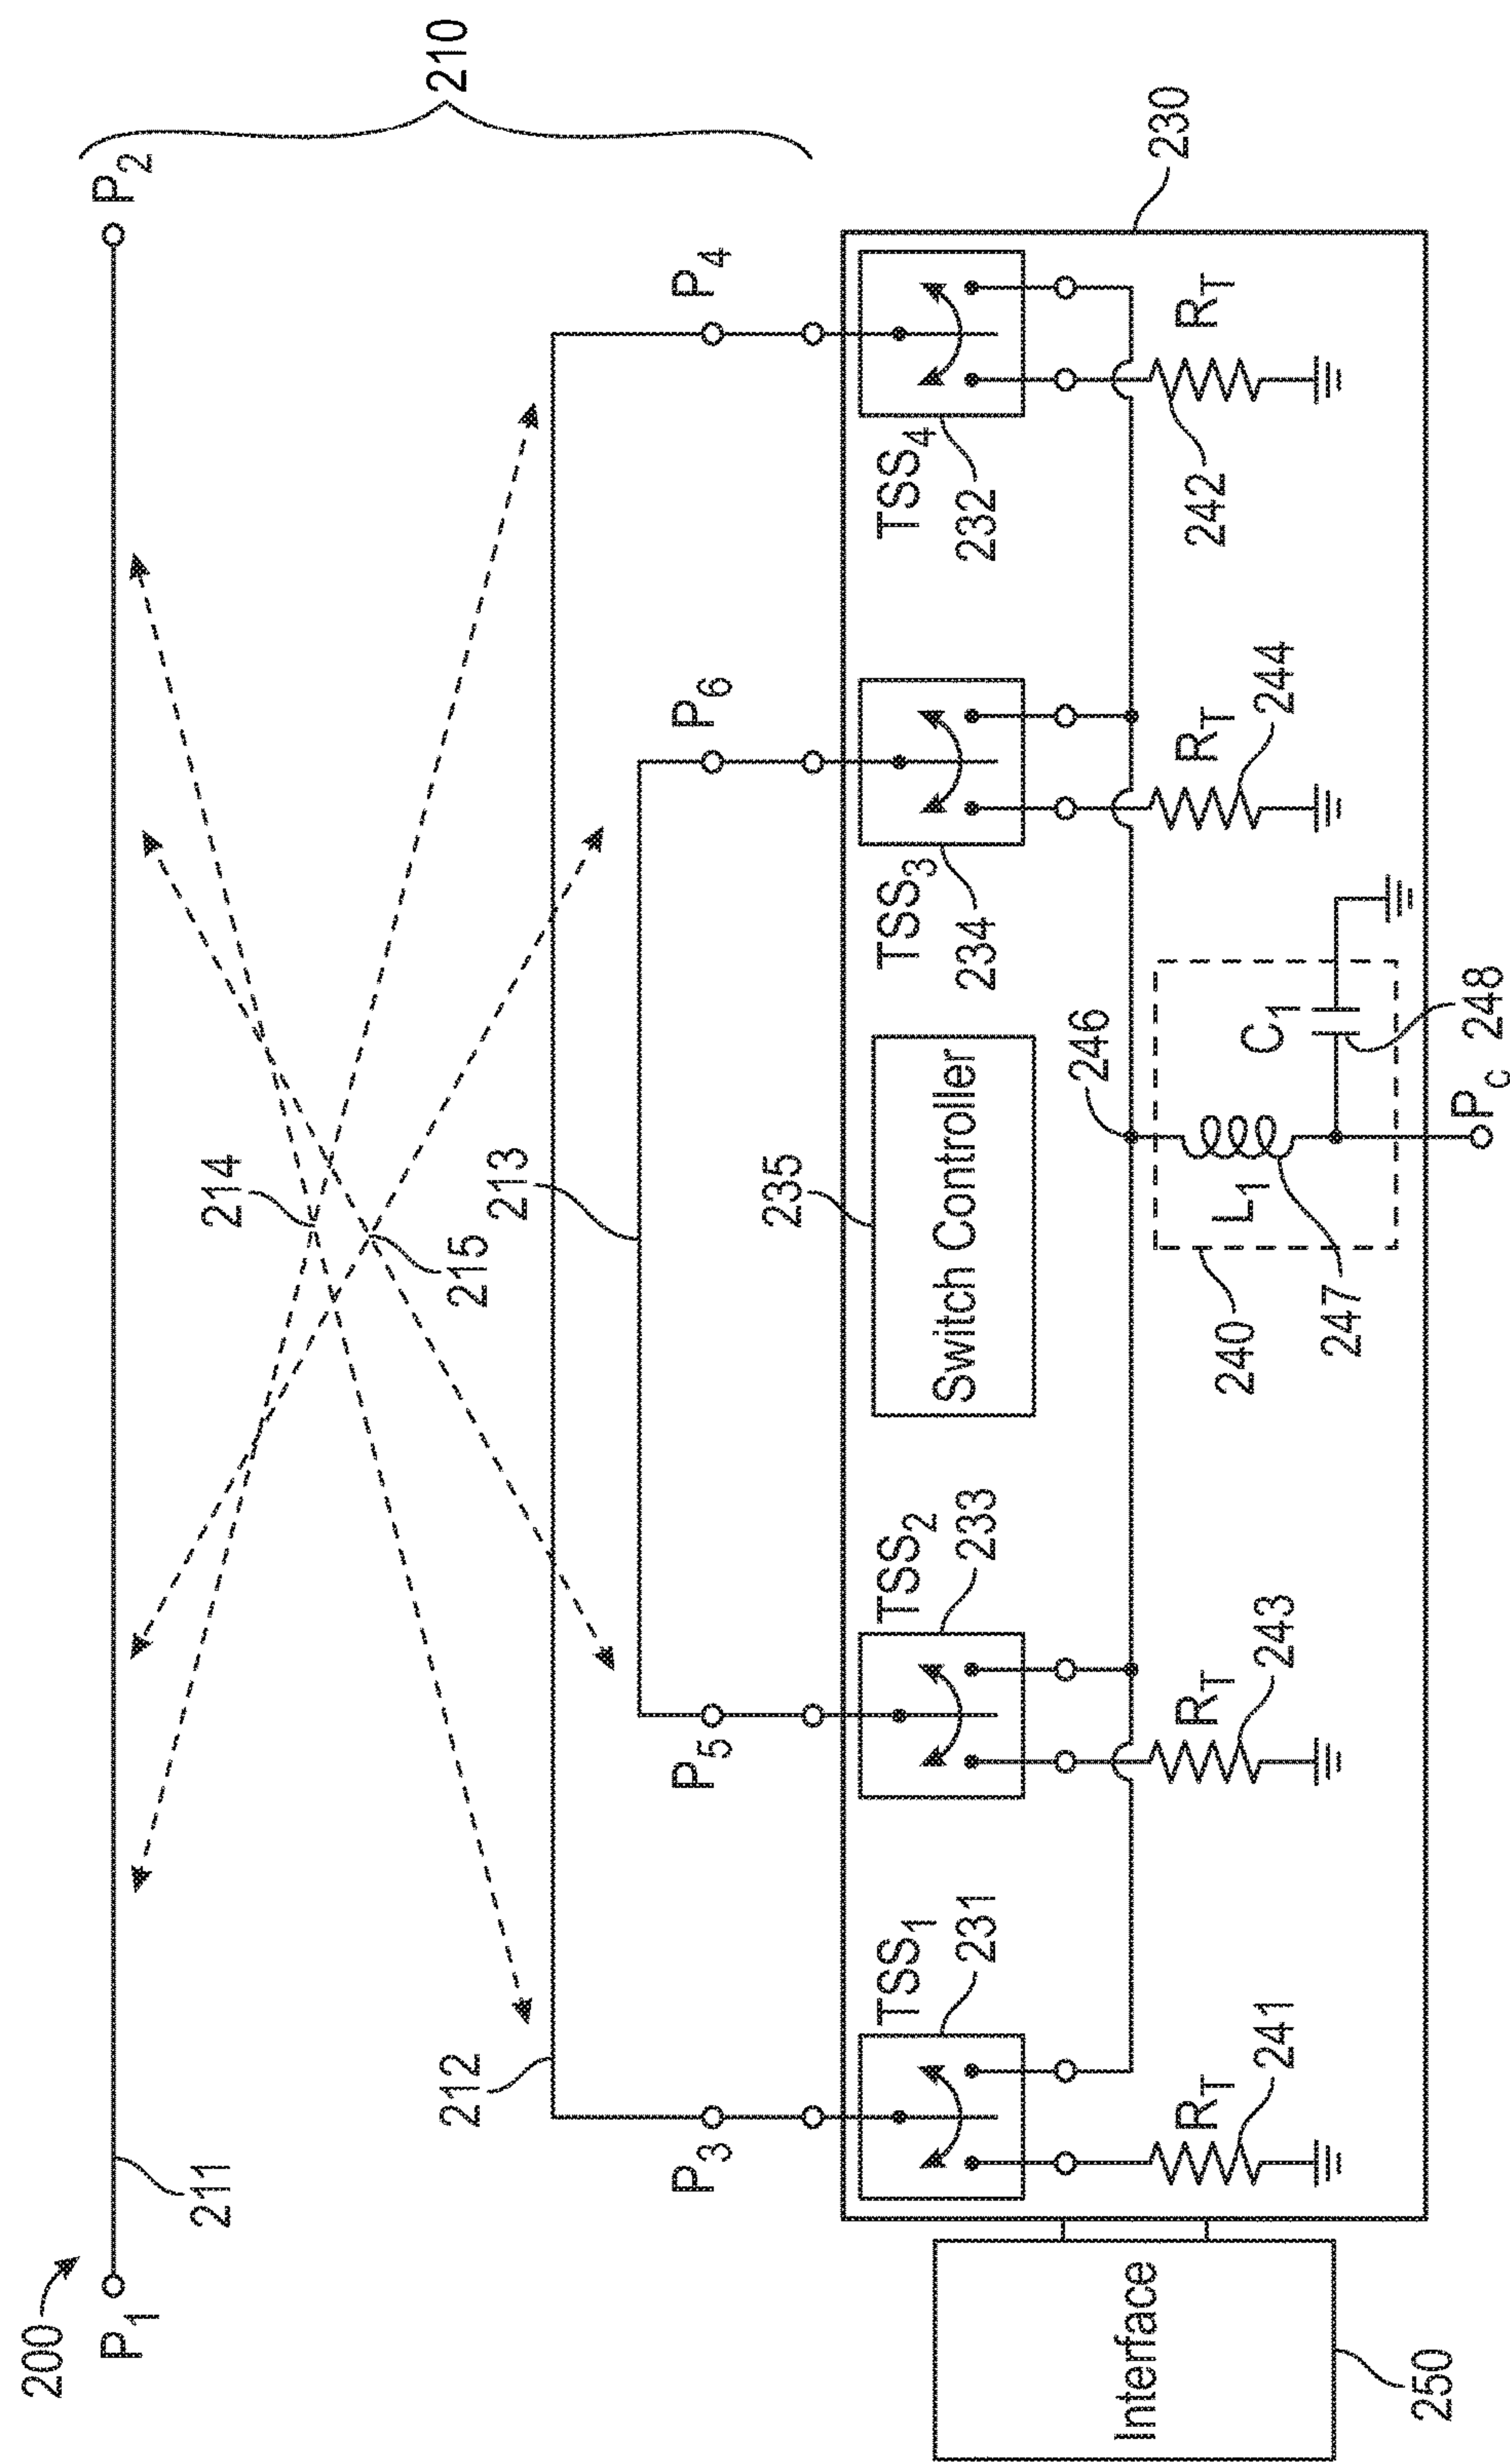 200
P1
211
P2
210
214
215
212
213
P3
P5
P6
P4
TSS1
231
TSS2
233
235
Switch Controller
TSS3
234
TSS4
232
230
246
RT
241
RT
243
RT
244
RT
242
240
L1
247
C1
248
PC
Interface
250